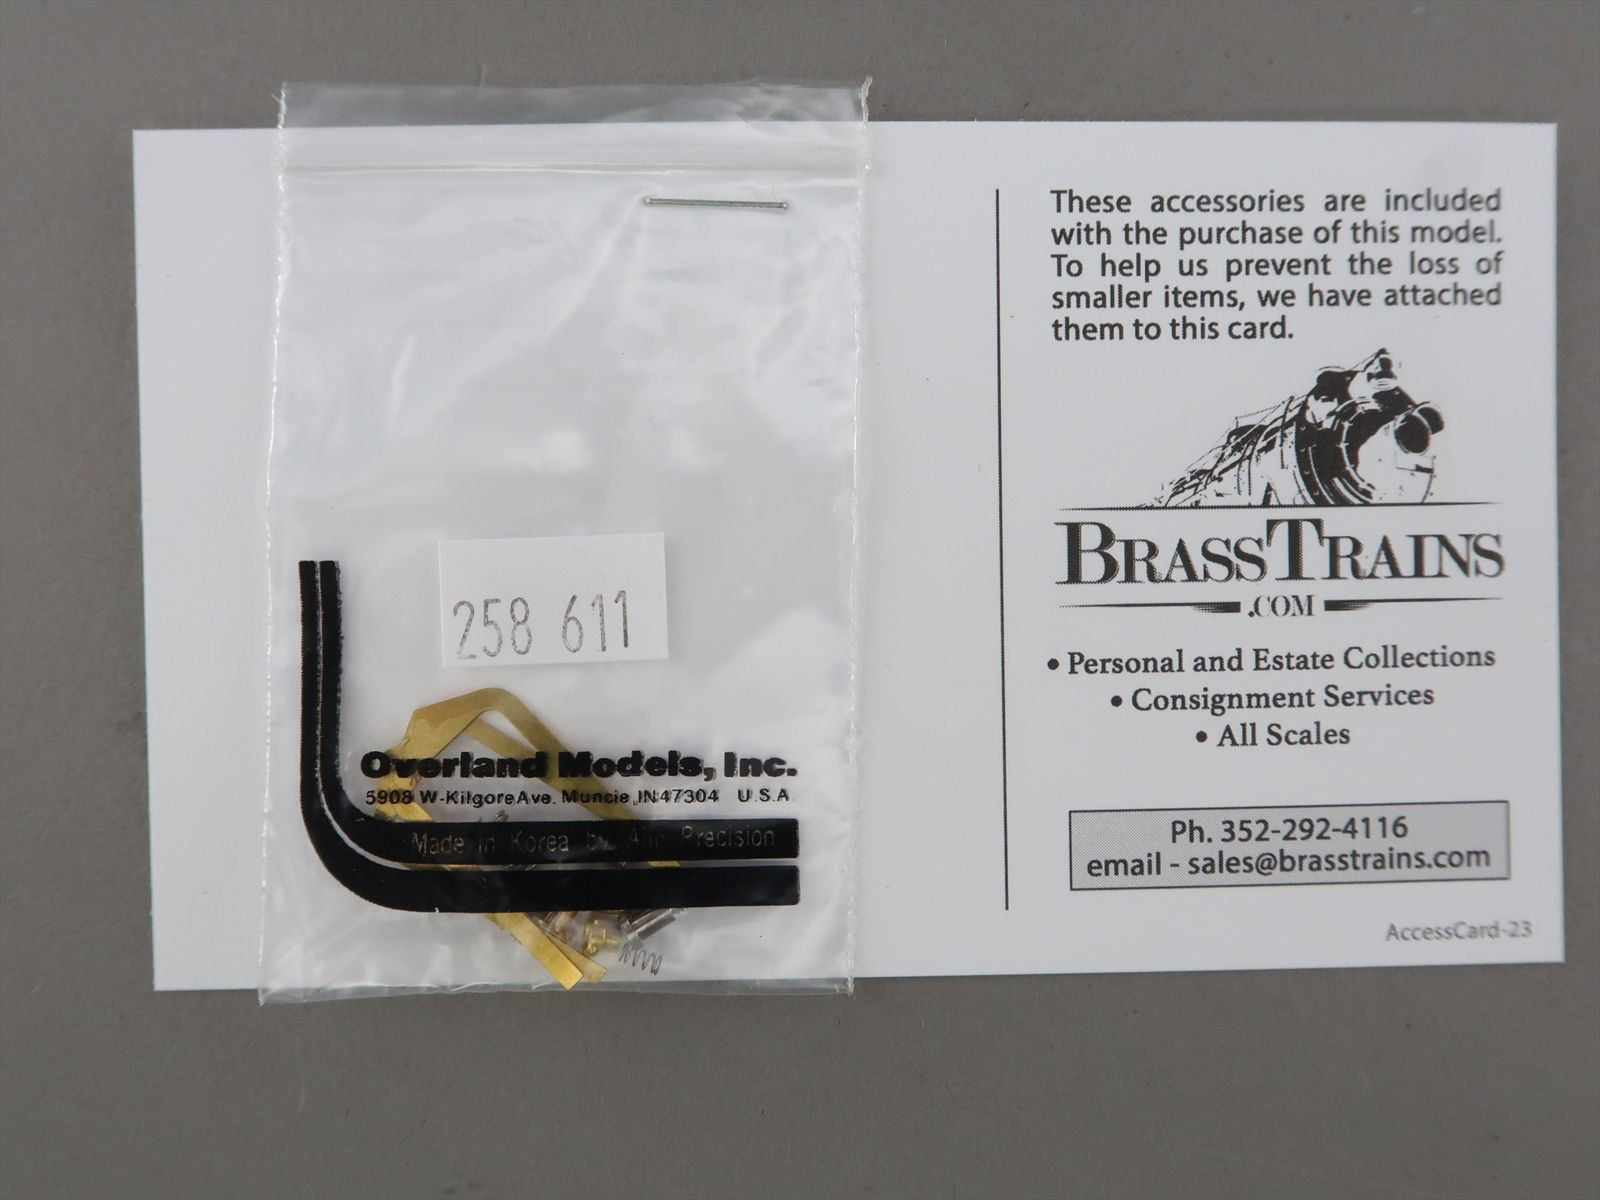 258 611
Overland Models, Inc.
5908 W-Kilgore Ave. Muncie, IN 47304 U.S.A.
Made in Korea by Ajin Precision
These accessories are included
with the purchase of this model.
To help us prevent the loss of
smaller items, we have attached
them to this card.
BRASSTRAINS
.COM
• Personal and Estate Collections
• Consignment Services
• All Scales
Ph. 352-292-4116
email - sales@brasstrains.com
AccessCard-23